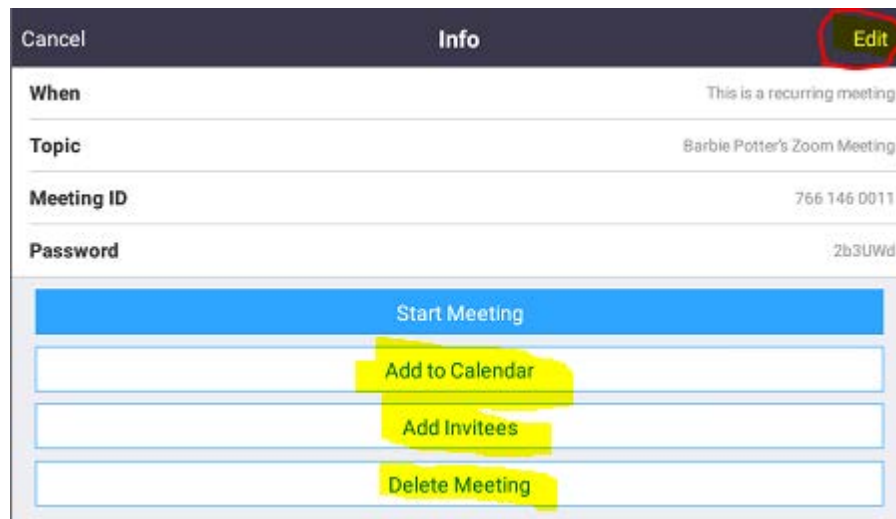 Cancel Info Edit
When This is a recurring meeting
Topic Barbie Potter's Zoom Meeting
Meeting ID 766 146 0011
Password 2b3UWd
Start Meeting
Add to Calendar
Add Invitees
Delete Meeting